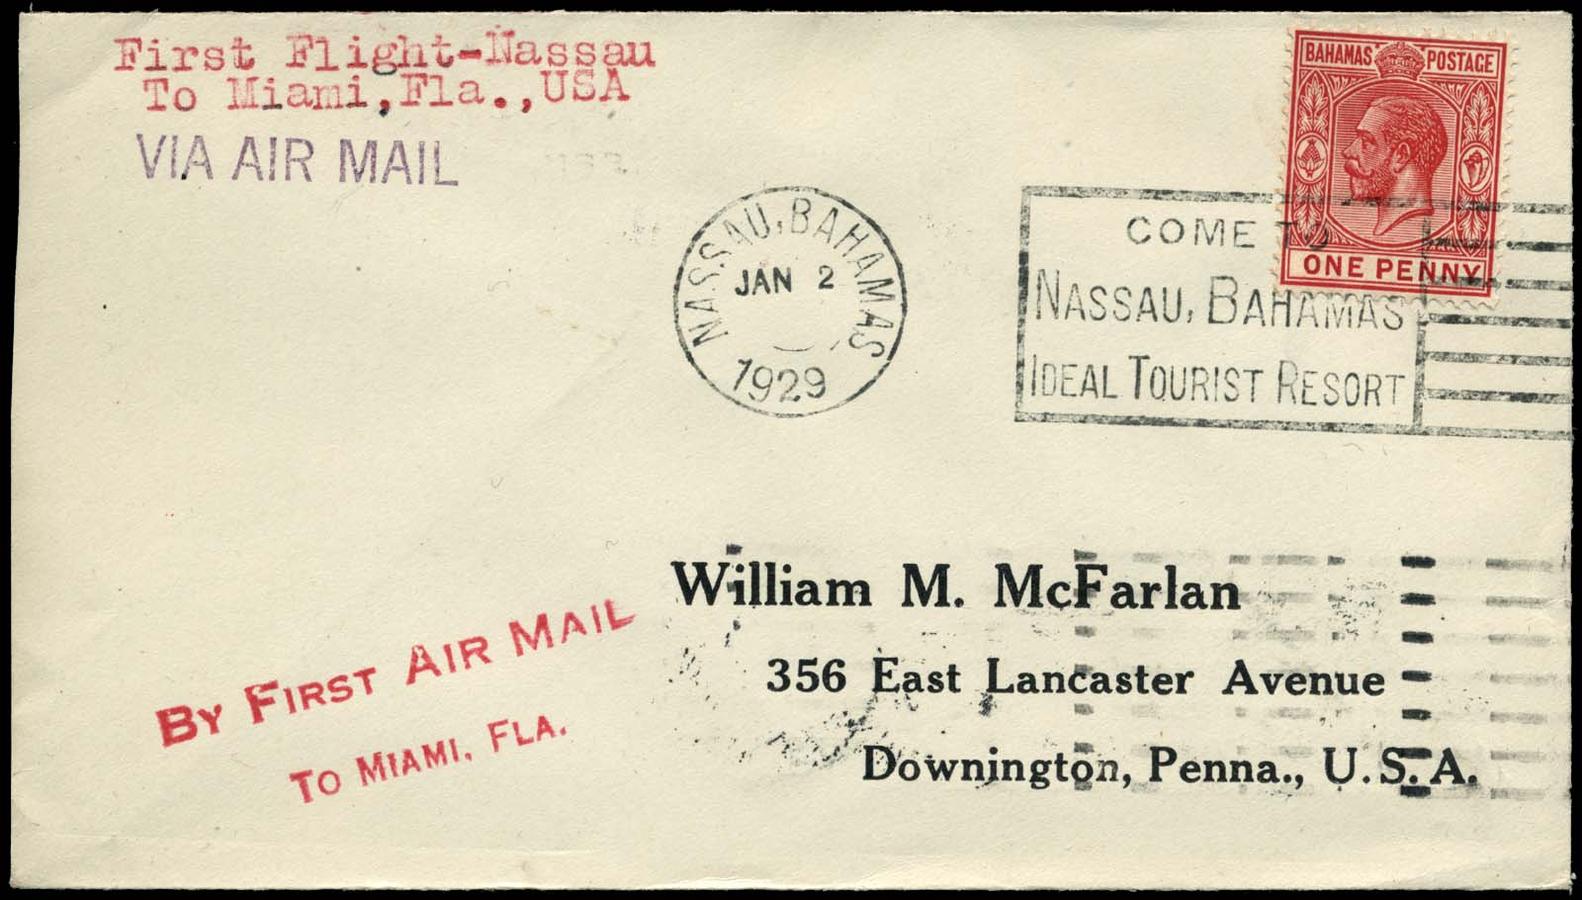 First Flight-Nassau
To Miami,Fla.,USA
VIA AIR MAIL
BAHAMAS POSTAGE
ONE PENNY
NASSAU, BAHAMAS
JAN 2
1929
COME TO
NASSAU, BAHAMAS
IDEAL TOURIST RESORT
William M. McFarlan
356 East Lancaster Avenue
Downington, Penna., U.S.A.
BY FIRST AIR MAIL
TO MIAMI, FLA.